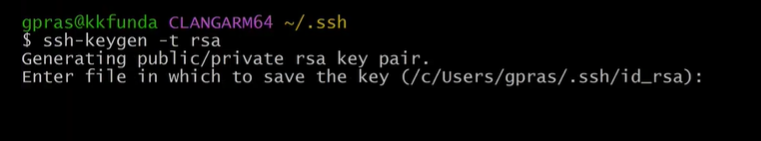 gpras@kkfunda CLANGARM64 ~/.ssh
$ ssh-keygen -t rsa
Generating public/private rsa key pair.
Enter file in which to save the key (/c/Users/gpras/.ssh/id_rsa):